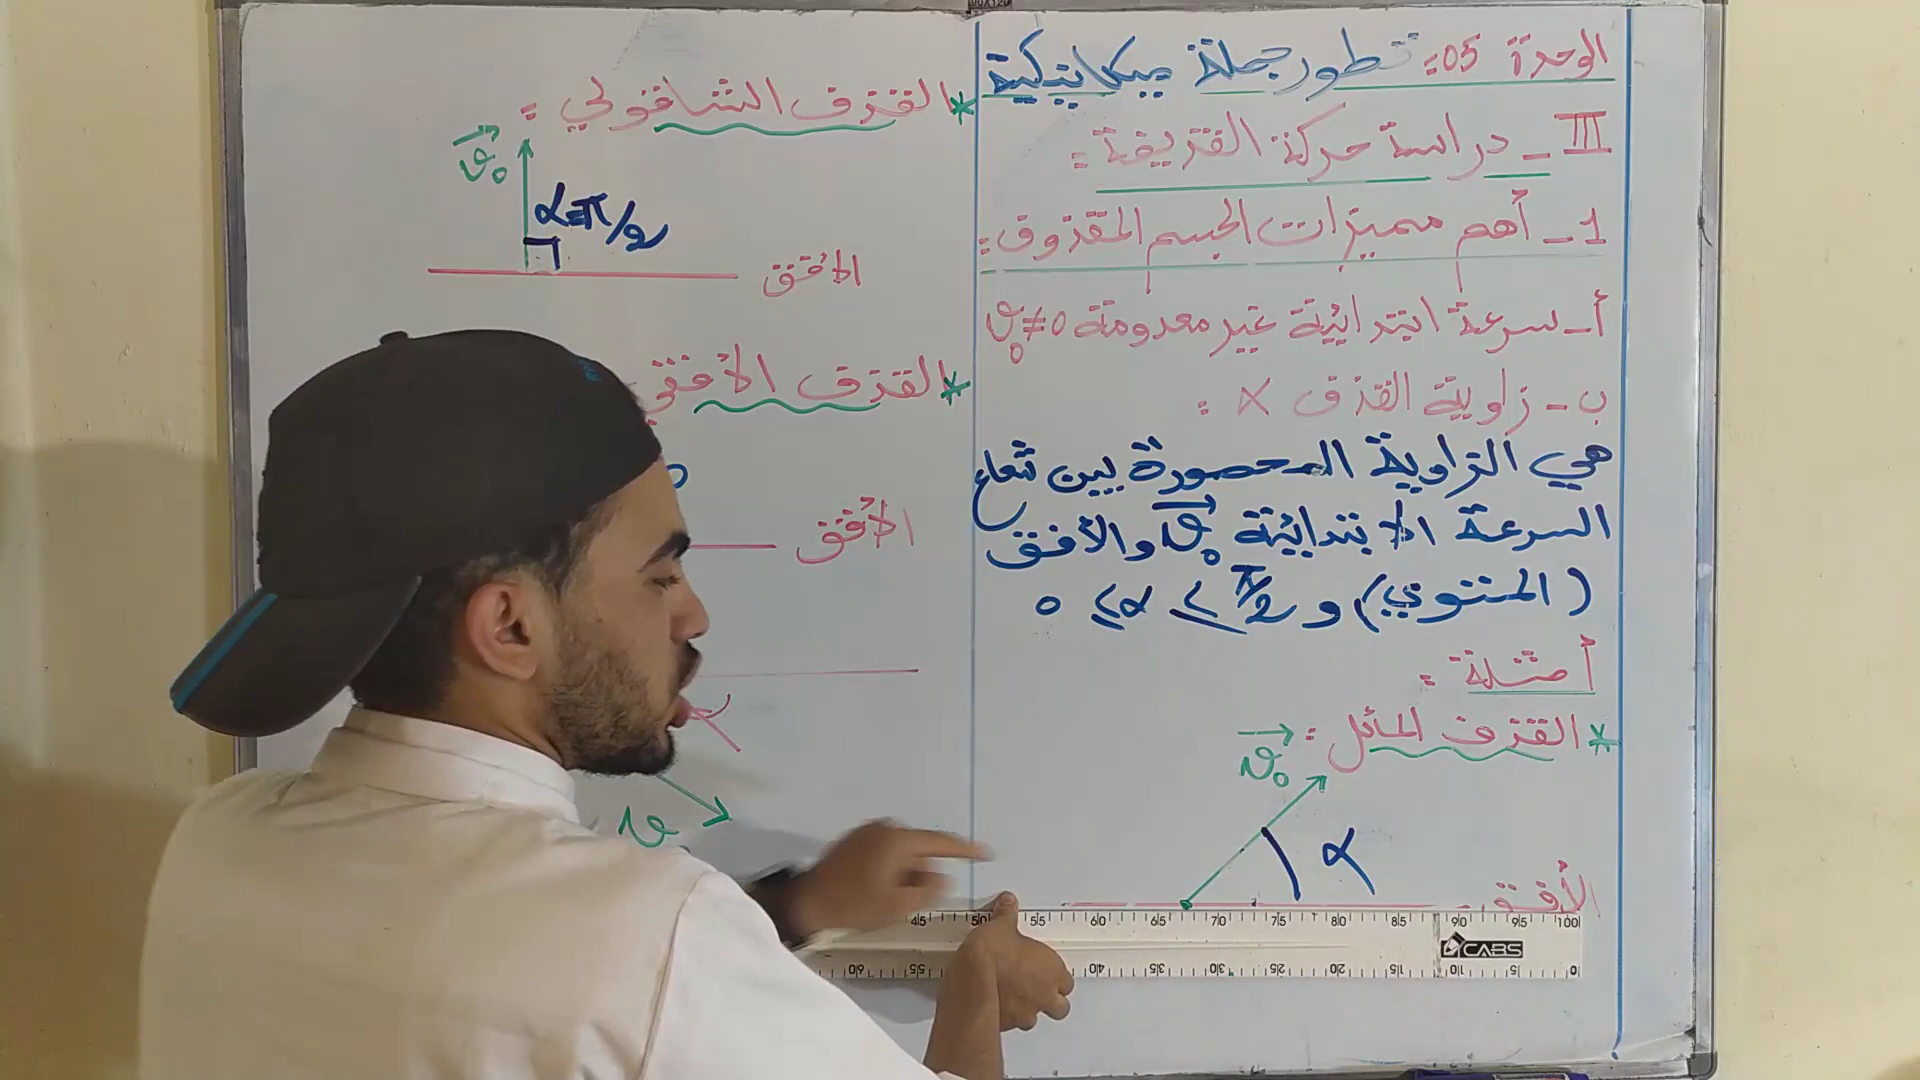 الوحدة 05: تطور جملة ميكانيكية
III - دراسة حركة القذيفة :
1 - أهم مميزات الجسم المقذوف :
أ - سرعة ابتدائية غير معدومة v₀ ≠ 0
ب - زاوية القذف α :
هي الزاوية المحصورة بين شعاع
السرعة الابتدائية v₀ والأفق
(المستوي) و 0 ≤ α ≤ π/2
أمثلة :
* القذف المائل :
v₀
α
الأفق
* القذف الشاقولي :
v₀
α=π/2
الأفق
* القذف الأفقي
الأفق
α
v
CABS